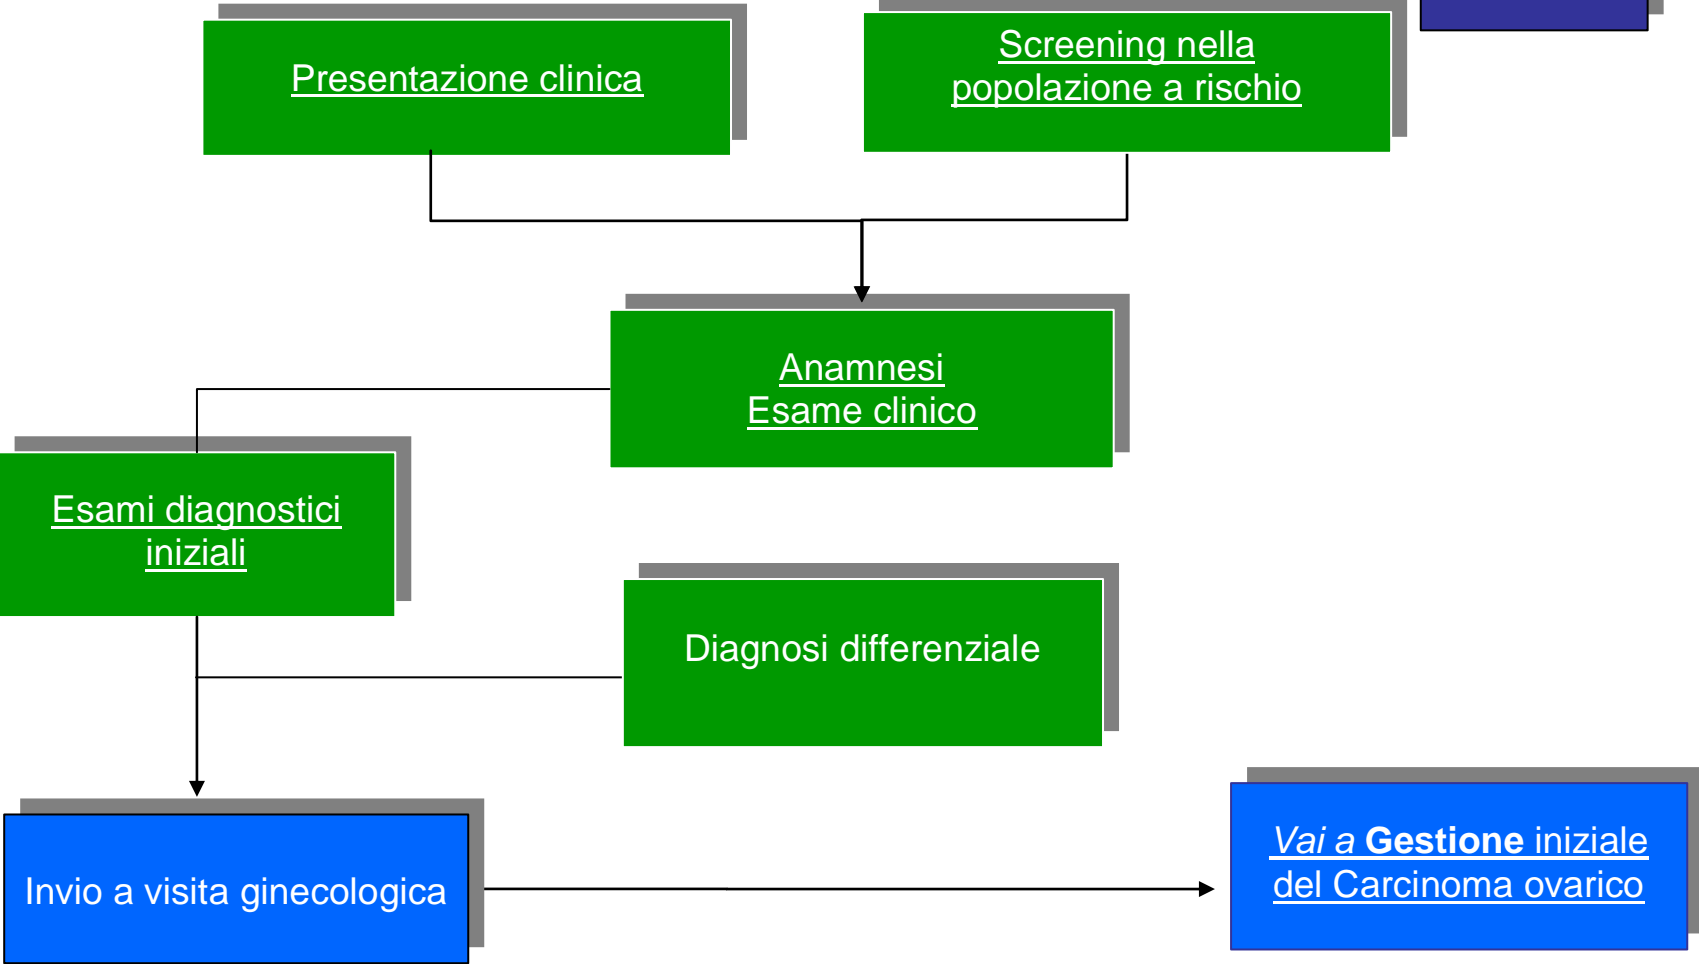 Presentazione clinica
Screening nella
popolazione a rischio
Anamnesi
Esame clinico
Esami diagnostici
iniziali
Diagnosi differenziale
Invio a visita ginecologica
Vai a Gestione iniziale
del Carcinoma ovarico